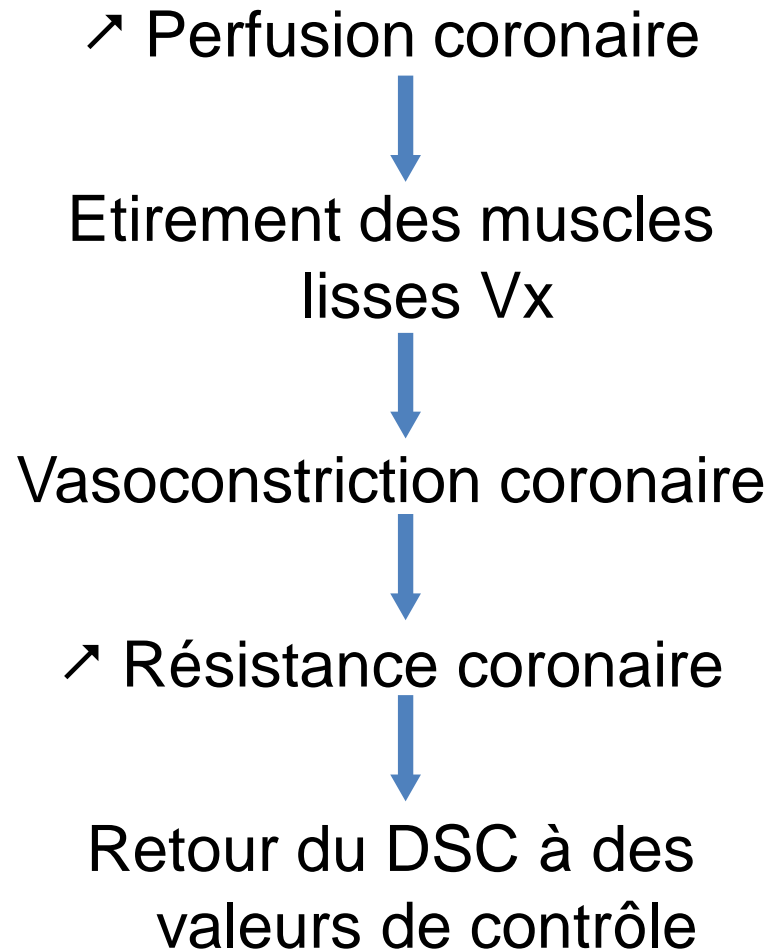 ↗ Perfusion coronaire
Etirement des muscles
lisses Vx
Vasoconstriction coronaire
↗ Résistance coronaire
Retour du DSC à des
valeurs de contrôle